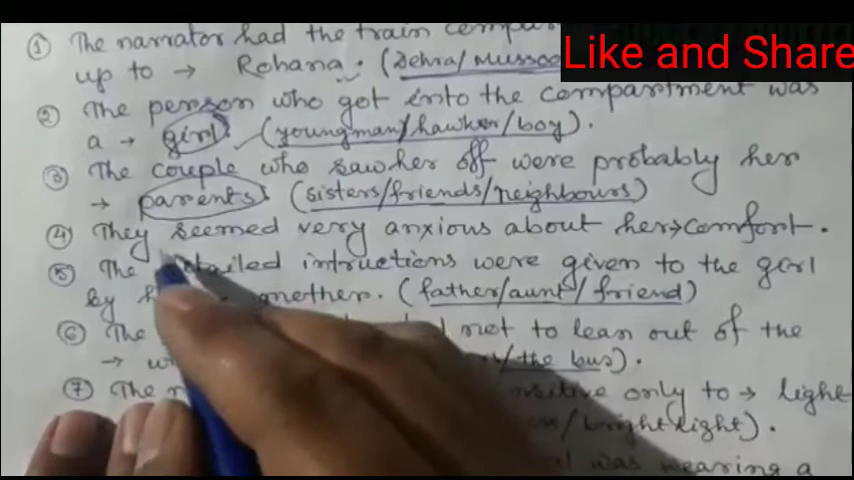 ① The narrator had the train
Like and Share
up to → Rohana. (Dehra/
② The person who got into the compartment was
a → girl. (youngman/hawker/boy).
③ The couple who saw her off were probably her
→ parents (sisters/friends/neighbours)
④ They seemed very anxious about her→comfort.
⑤ The intructions were given to the girl
by mother. (father/aunt/friend)
⑥ The not to lean out of the
→ /the bus).
⑦ The only to → light
/bright light).
was wearing a